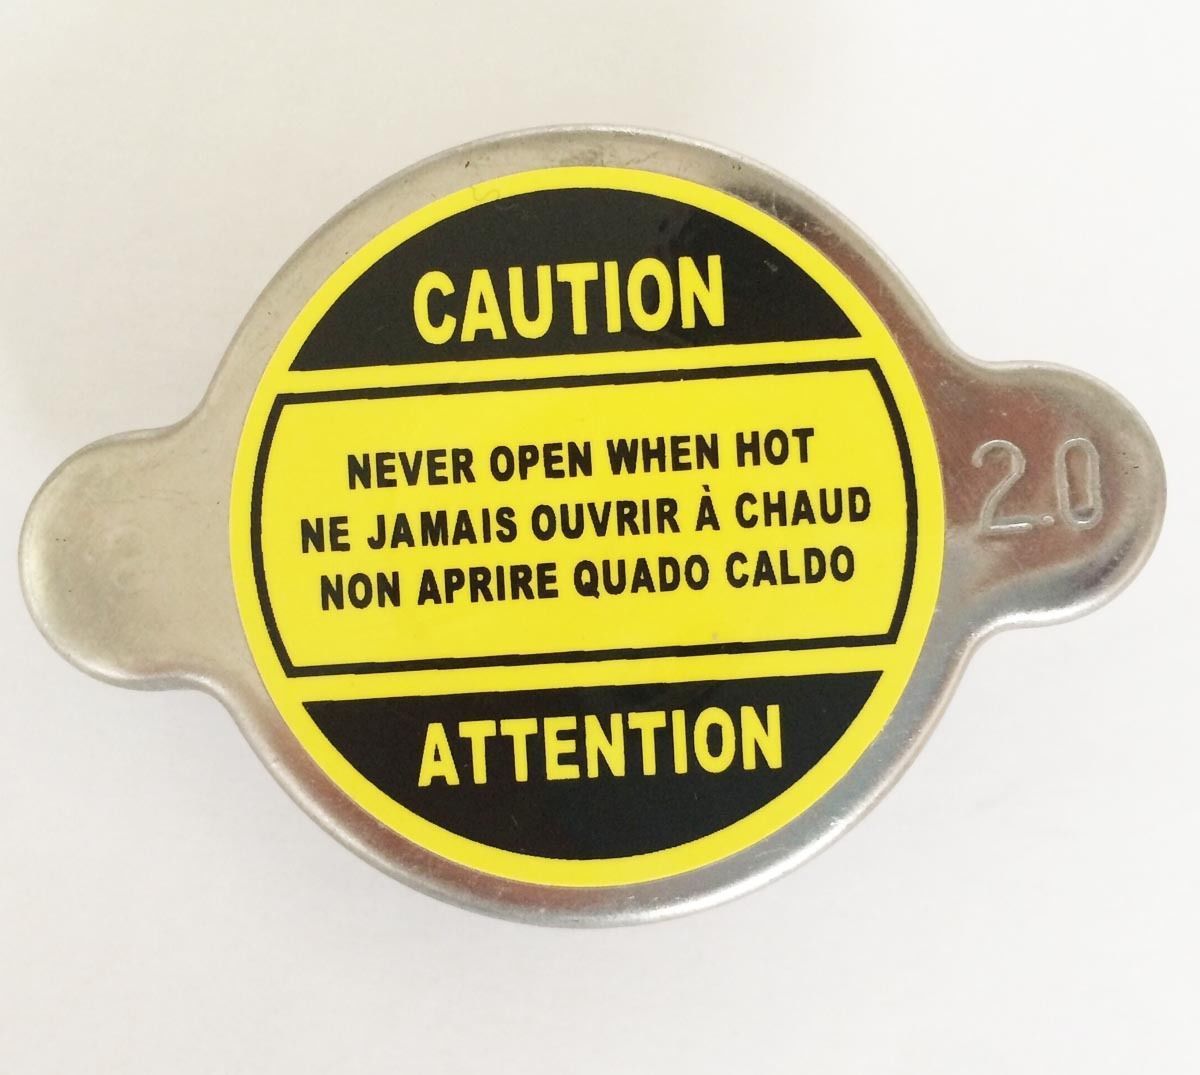 CAUTION
NEVER OPEN WHEN HOT
NE JAMAIS OUVRIR À CHAUD
NON APRIRE QUADO CALDO
ATTENTION
2.0